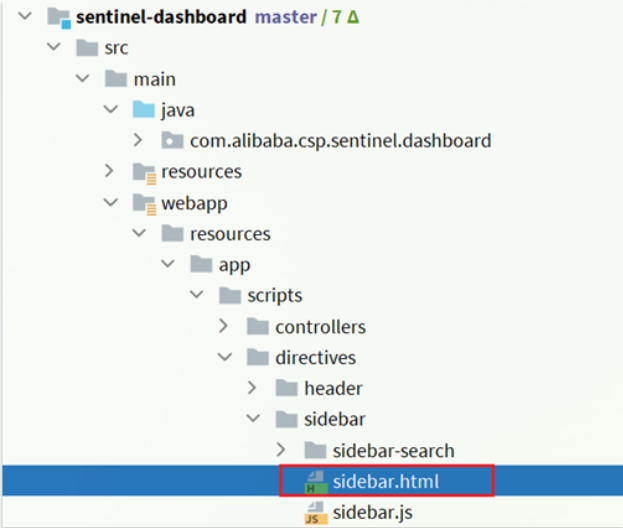 sentinel-dashboard master / 7 Δ
src
main
java
com.alibaba.csp.sentinel.dashboard
resources
webapp
resources
app
scripts
controllers
directives
header
sidebar
sidebar-search
H sidebar.html
JS sidebar.js